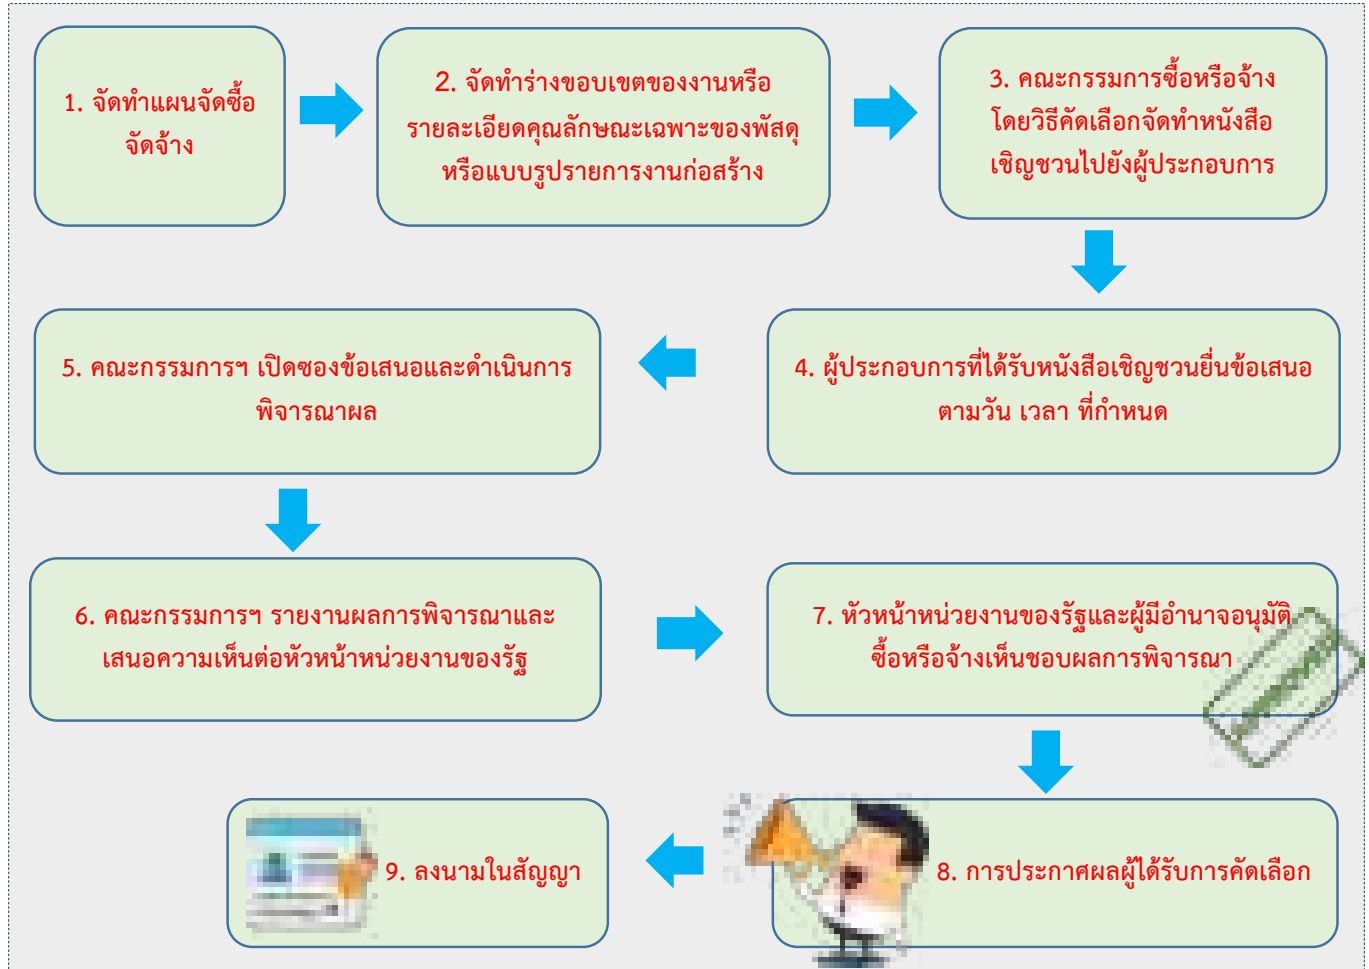 1. จัดทำแผนจัดซื้อ
จัดจ้าง
2. จัดทำร่างขอบเขตของงานหรือ
รายละเอียดคุณลักษณะเฉพาะของพัสดุ
หรือแบบรูปรายการงานก่อสร้าง
3. คณะกรรมการซื้อหรือจ้าง
โดยวิธีคัดเลือกจัดทำหนังสือ
เชิญชวนไปยังผู้ประกอบการ
4. ผู้ประกอบการที่ได้รับหนังสือเชิญชวนยื่นข้อเสนอ
ตามวัน เวลา ที่กำหนด
5. คณะกรรมการฯ เปิดซองข้อเสนอและดำเนินการ
พิจารณาผล
6. คณะกรรมการฯ รายงานผลการพิจารณาและ
เสนอความเห็นต่อหัวหน้าหน่วยงานของรัฐ
7. หัวหน้าหน่วยงานของรัฐและผู้มีอำนาจอนุมัติ
ซื้อหรือจ้างเห็นชอบผลการพิจารณา
8. การประกาศผลผู้ได้รับการคัดเลือก
9. ลงนามในสัญญา